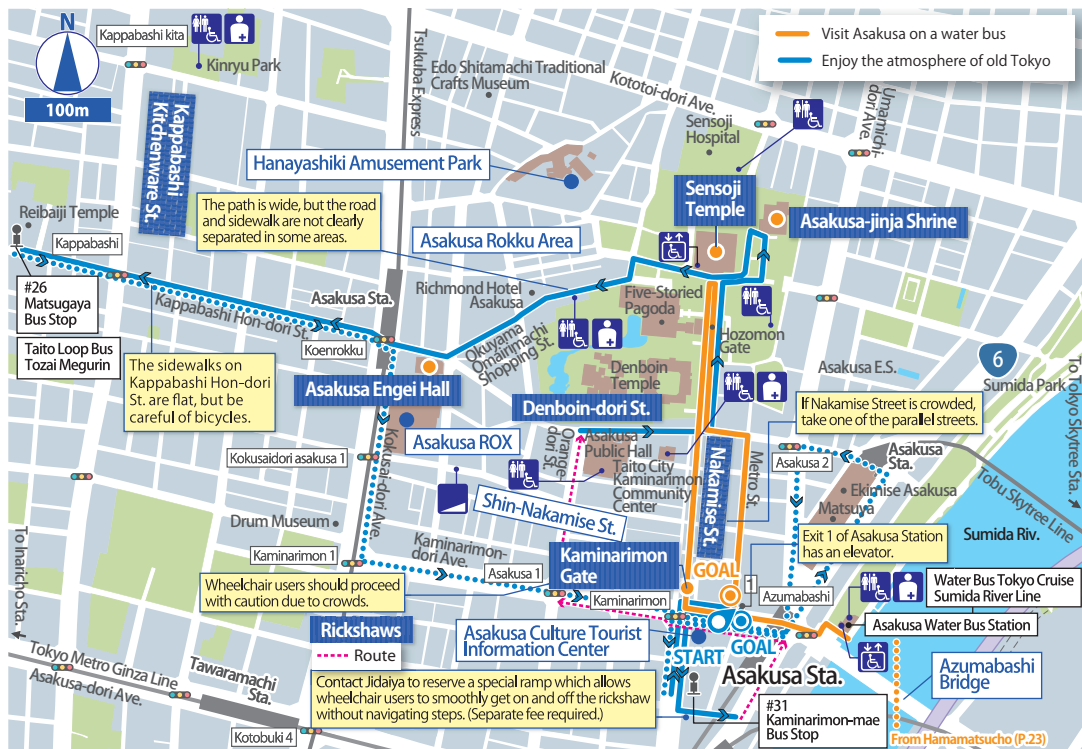 Visit Asakusa on a water bus
Enjoy the atmosphere of old Tokyo
N
100m
Kappabashi kita
Kinryu Park
Tsukuba Express
Edo Shitamachi Traditional
Crafts Museum
Kototoi-dori Ave.
Umamichi-
dori Ave.
Sensoji
Hospital
Kappabashi
Kitchenware St.
Hanayashiki Amusement Park
Sensoji
Temple
Asakusa-jinja Shrine
The path is wide, but the road
and sidewalk are not clearly
separated in some areas.
Reibaiji Temple
Kappabashi
Asakusa Rokku Area
#26
Matsugaya
Bus Stop
Taito Loop Bus
Tozai Megurin
Asakusa Sta.
Richmond Hotel
Asakusa
Five-Storied
Pagoda
Hozomon
Gate
Kappabashi Hon-dori St.
Koenrokku
Okuyama
Omairimachi
Shopping St.
The sidewalks on
Kappabashi Hon-dori
St. are flat, but be
careful of bicycles.
Asakusa Engei Hall
Denboin
Temple
Asakusa E.S.
6
Sumida Park
To Tokyo Skytree Sta.
Denboin-dori St.
If Nakamise Street is crowded,
take one of the parallel streets.
Asakusa ROX
Orange-
dori St.
Asakusa
Public Hall
Taito City
Kaminarimon
Community
Center
Nakamise St.
Metro St.
Asakusa 2
Asakusa
Sta.
Tobu Skytree Line
Kokusaidori asakusa 1
Kokusai-dori Ave.
Ekimise Asakusa
Matsuya
Shin-Nakamise St.
Drum Museum
Sumida Riv.
Exit 1 of Asakusa Station
has an elevator.
Kaminarimon 1
Kaminarimon-
dori Ave.
Asakusa 1
Kaminarimon
Gate
GOAL
1
Wheelchair users should proceed
with caution due to crowds.
Kaminarimon
Azumabashi
Water Bus Tokyo Cruise
Sumida River Line
Asakusa Water Bus Station
To Inaricho Sta.
Rickshaws
Route
Asakusa Culture Tourist
Information Center
START
GOAL
Asakusa Sta.
Azumabashi
Bridge
Tokyo Metro Ginza Line
Asakusa-dori Ave.
Tawaramachi
Sta.
Contact Jidaiya to reserve a special ramp which allows
wheelchair users to smoothly get on and off the rickshaw
without navigating steps. (Separate fee required.)
#31
Kaminarimon-mae
Bus Stop
Kotobuki 4
From Hamamatsucho (P.23)